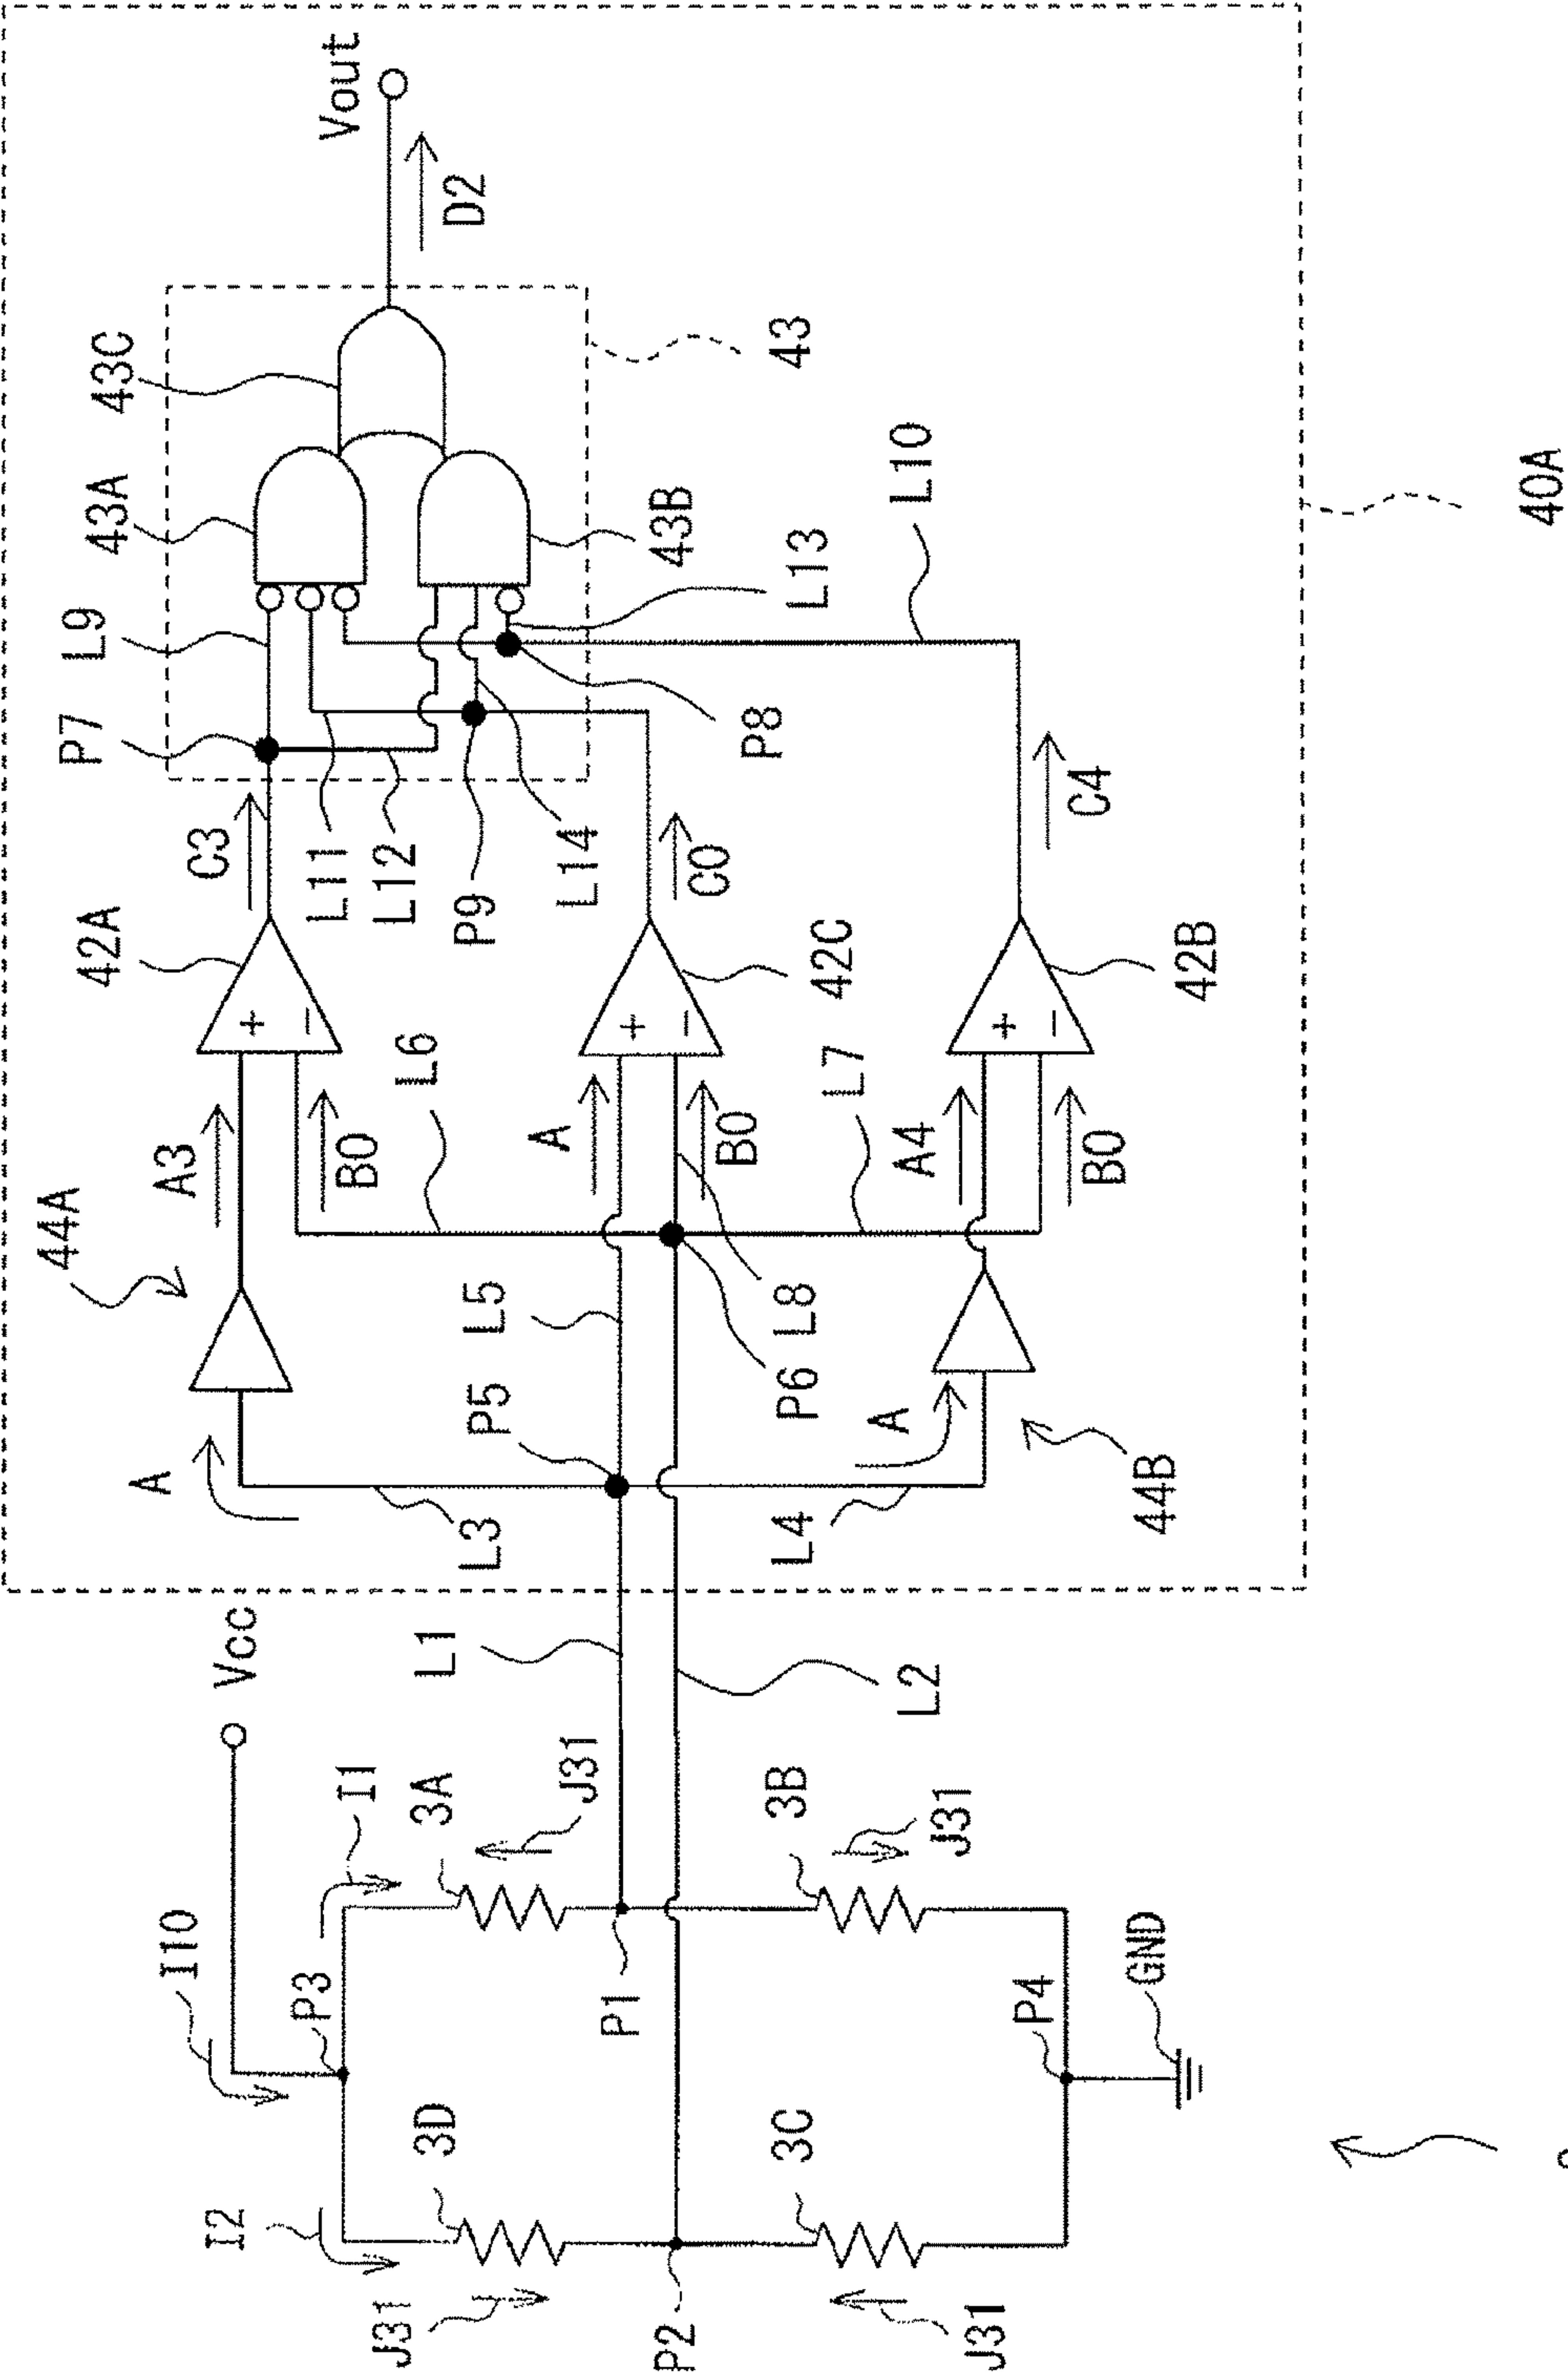 Vout
D2
43C
43A
43B
43
L9
P7
L13
L10
P8
40A
C3
L11
L12
P9
L14
C0
C4
42A
42C
42B
+
−
+
−
+
−
L6
L7
A3
B0
A
B0
A4
B0
44A
L5
L8
P5
P6
A
A
L3
L4
44B
Vcc
L1
L2
I1
3A
J31
3B
J31
I10
P3
P1
P4
GND
I2
3D
3C
J31
P2
J31